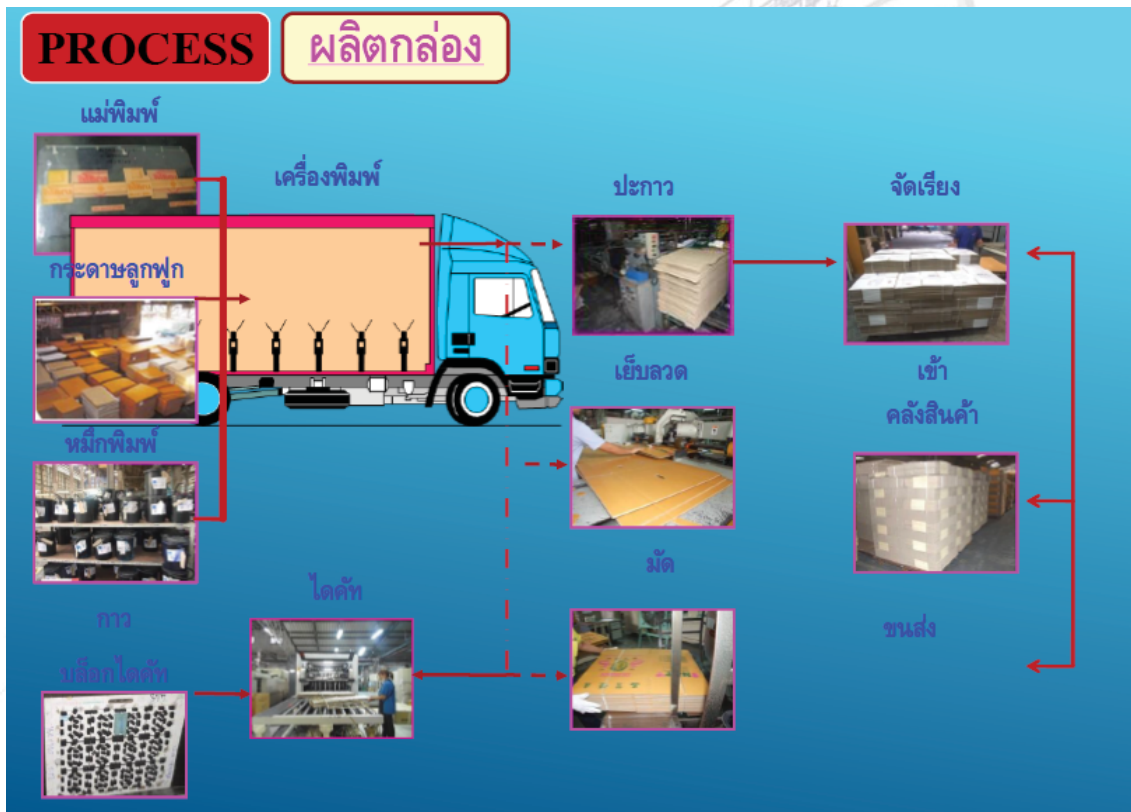 PROCESS
ผลิตกล่อง
แม่พิมพ์
เครื่องพิมพ์
ปะกาว
จัดเรียง
กระดาษลูกฟูก
เย็บลวด
เข้า
คลังสินค้า
หมึกพิมพ์
มัด
ไดคัท
กาว
ขนส่ง
บล็อกไดคัท